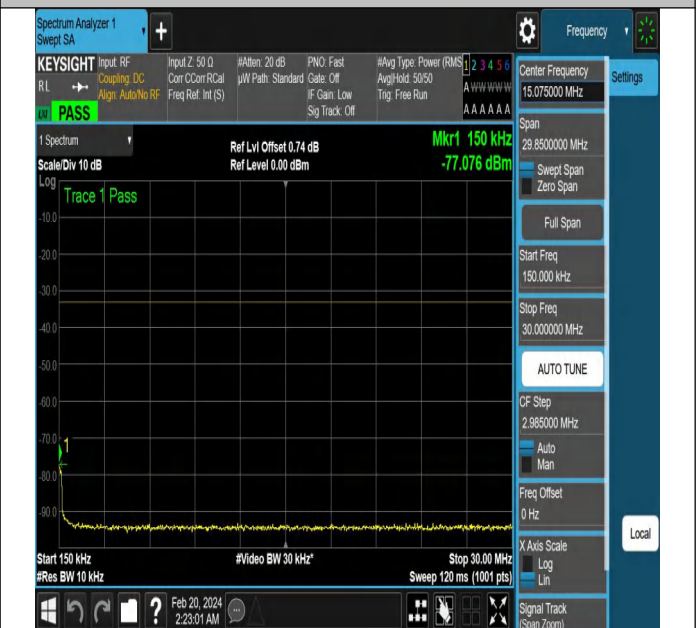 Spectrum Analyzer 1
Swept SA
+
Frequency
KEYSIGHT
RL
PASS
Input: RF
Coupling: DC
Align: Auto/No RF
Input Z: 50 Ω
Corr CCorr RCal
Freq Ref: Int (S)
#Atten: 20 dB
µW Path: Standard
PNO: Fast
Gate: Off
IF Gain: Low
Sig Track: Off
#Avg Type: Power (RMS
Avg|Hold: 50/50
Trig: Free Run
1 2 3 4 5 6
A W W W W W
A A A A A A
1 Spectrum
Scale/Div 10 dB
Ref Lvl Offset 0.74 dB
Ref Level 0.00 dBm
Mkr1 150 kHz
-77.076 dBm
Log
Trace 1 Pass
-10.0
-20.0
-30.0
-40.0
-50.0
-60.0
-70.0
1
-80.0
-90.0
Start 150 kHz
#Video BW 30 kHz*
Stop 30.00 MHz
#Res BW 10 kHz
Sweep 120 ms (1001 pts)
Center Frequency
15.075000 MHz
Settings
Span
29.8500000 MHz
Swept Span
Zero Span
Full Span
Start Freq
150.000 kHz
Stop Freq
30.000000 MHz
AUTO TUNE
CF Step
2.985000 MHz
Auto
Man
Freq Offset
0 Hz
Local
X Axis Scale
Log
Lin
Signal Track
(Span Zoom)
?
Feb 20, 2024
2:23:01 AM